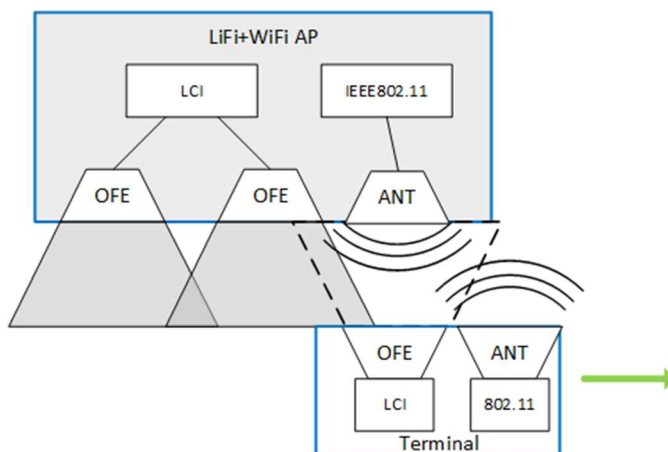 LiFi+WiFi AP
LCI
IEEE802.11
OFE
OFE
ANT
OFE
ANT
LCI
802.11
Terminal